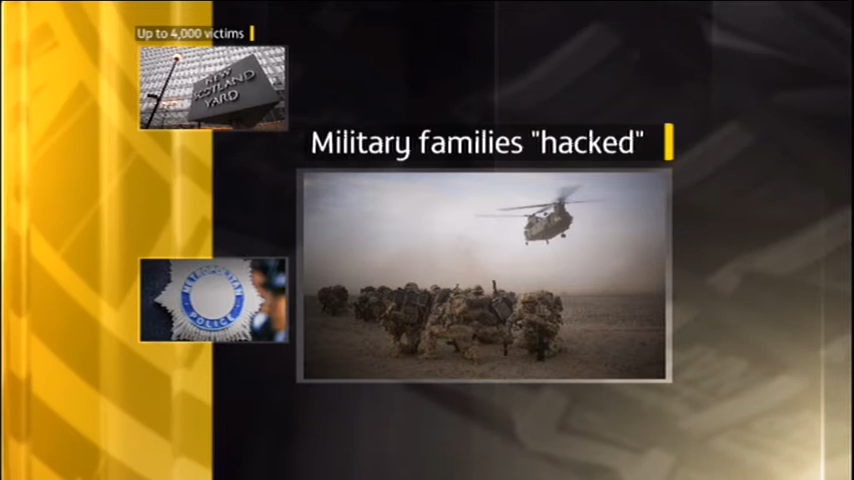 Up to 4,000 victims
NEW
SCOTLAND
YARD
Military families "hacked"
METROPOLITAN
POLICE